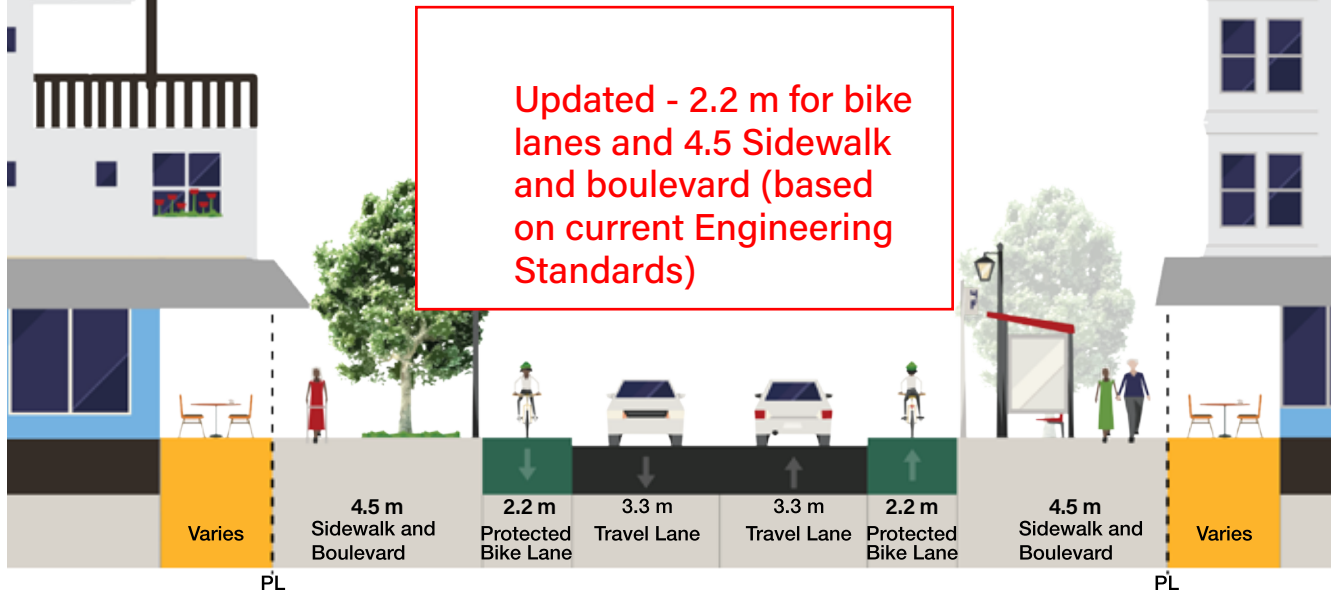 Updated - 2.2 m for bike
lanes and 4.5 Sidewalk
and boulevard (based
on current Engineering
Standards)
Varies
4.5 m
Sidewalk and
Boulevard
2.2 m
Protected
Bike Lane
3.3 m
Travel Lane
3.3 m
Travel Lane
2.2 m
Protected
Bike Lane
4.5 m
Sidewalk and
Boulevard
Varies
PL
PL